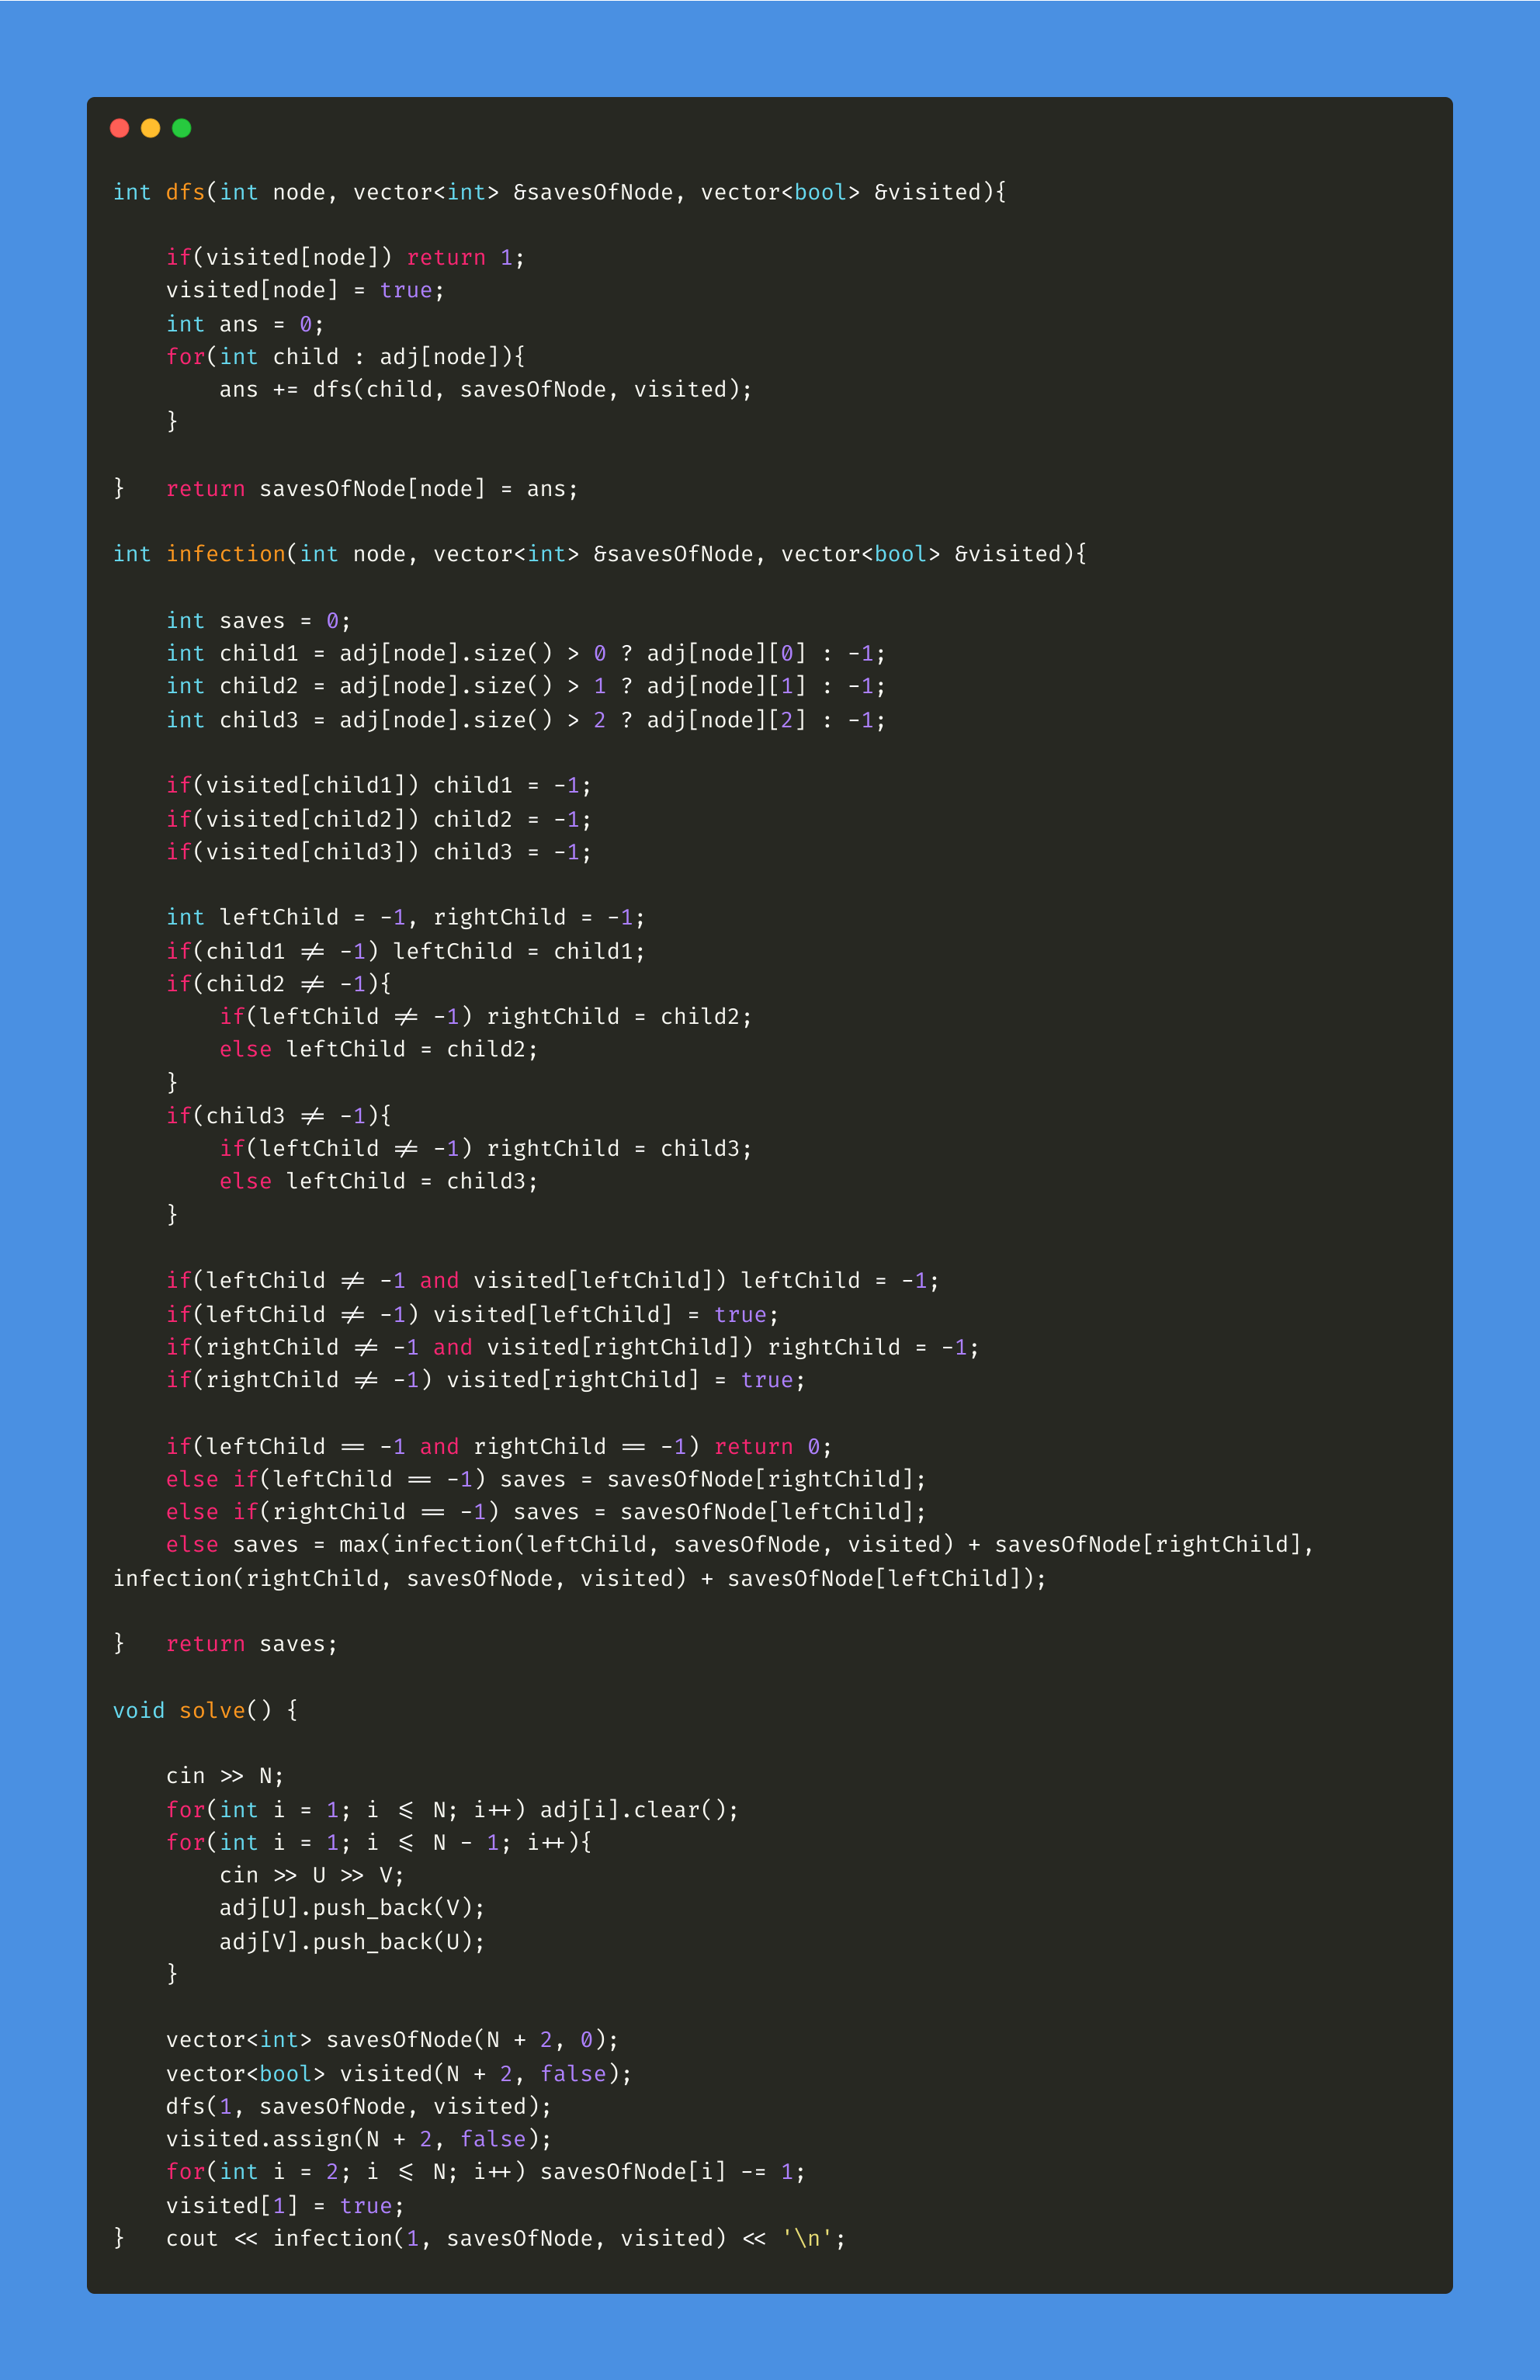 int dfs(int node, vector<int> &savesOfNode, vector<bool> &visited){

    if(visited[node]) return 1;
    visited[node] = true;
    int ans = 0;
    for(int child : adj[node]){
        ans += dfs(child, savesOfNode, visited);
    }

}   return savesOfNode[node] = ans;

int infection(int node, vector<int> &savesOfNode, vector<bool> &visited){

    int saves = 0;
    int child1 = adj[node].size() > 0 ? adj[node][0] : -1;
    int child2 = adj[node].size() > 1 ? adj[node][1] : -1;
    int child3 = adj[node].size() > 2 ? adj[node][2] : -1;

    if(visited[child1]) child1 = -1;
    if(visited[child2]) child2 = -1;
    if(visited[child3]) child3 = -1;

    int leftChild = -1, rightChild = -1;
    if(child1 != -1) leftChild = child1;
    if(child2 != -1){
        if(leftChild != -1) rightChild = child2;
        else leftChild = child2;
    }
    if(child3 != -1){
        if(leftChild != -1) rightChild = child3;
        else leftChild = child3;
    }

    if(leftChild != -1 and visited[leftChild]) leftChild = -1;
    if(leftChild != -1) visited[leftChild] = true;
    if(rightChild != -1 and visited[rightChild]) rightChild = -1;
    if(rightChild != -1) visited[rightChild] = true;

    if(leftChild == -1 and rightChild == -1) return 0;
    else if(leftChild == -1) saves = savesOfNode[rightChild];
    else if(rightChild == -1) saves = savesOfNode[leftChild];
    else saves = max(infection(leftChild, savesOfNode, visited) + savesOfNode[rightChild],
infection(rightChild, savesOfNode, visited) + savesOfNode[leftChild]);

}   return saves;

void solve() {

    cin >> N;
    for(int i = 1; i <= N; i++) adj[i].clear();
    for(int i = 1; i <= N - 1; i++){
        cin >> U >> V;
        adj[U].push_back(V);
        adj[V].push_back(U);
    }

    vector<int> savesOfNode(N + 2, 0);
    vector<bool> visited(N + 2, false);
    dfs(1, savesOfNode, visited);
    visited.assign(N + 2, false);
    for(int i = 2; i <= N; i++) savesOfNode[i] -= 1;
    visited[1] = true;
}   cout << infection(1, savesOfNode, visited) << '\n';